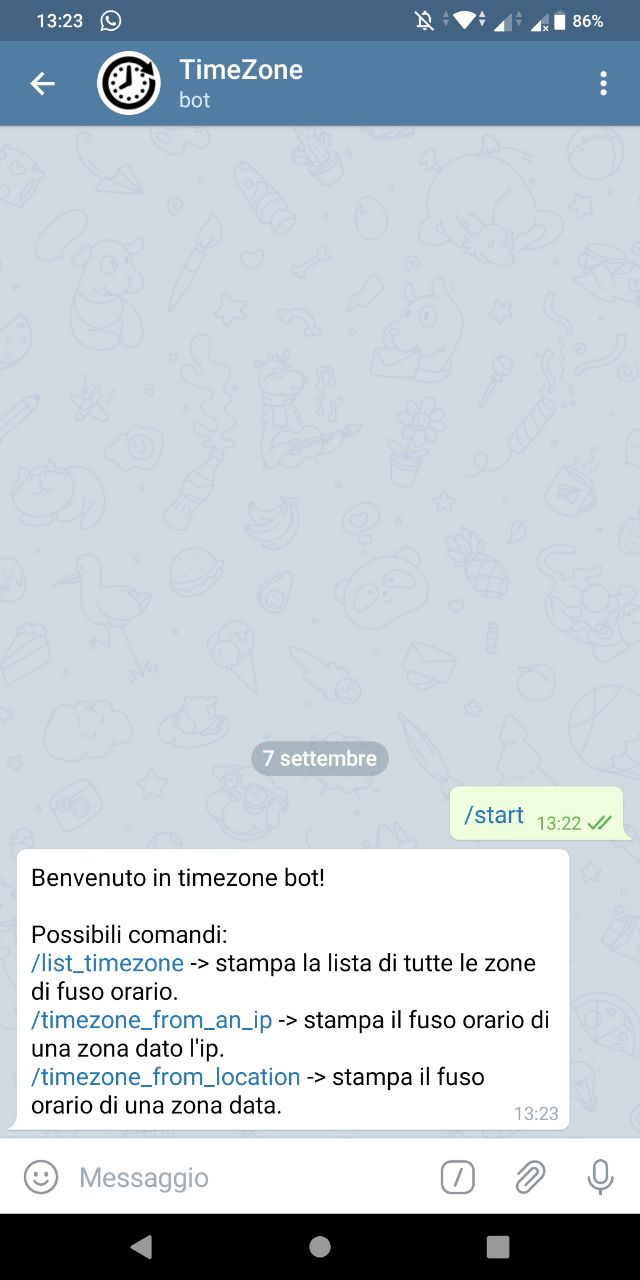 13:23
86%
TimeZone
bot
7 settembre
/start 13:22
Benvenuto in timezone bot!
Possibili comandi:
/list_timezone -> stampa la lista di tutte le zone
di fuso orario.
/timezone_from_an_ip -> stampa il fuso orario di
una zona dato l'ip.
/timezone_from_location -> stampa il fuso
orario di una zona data.
13:23
Messaggio